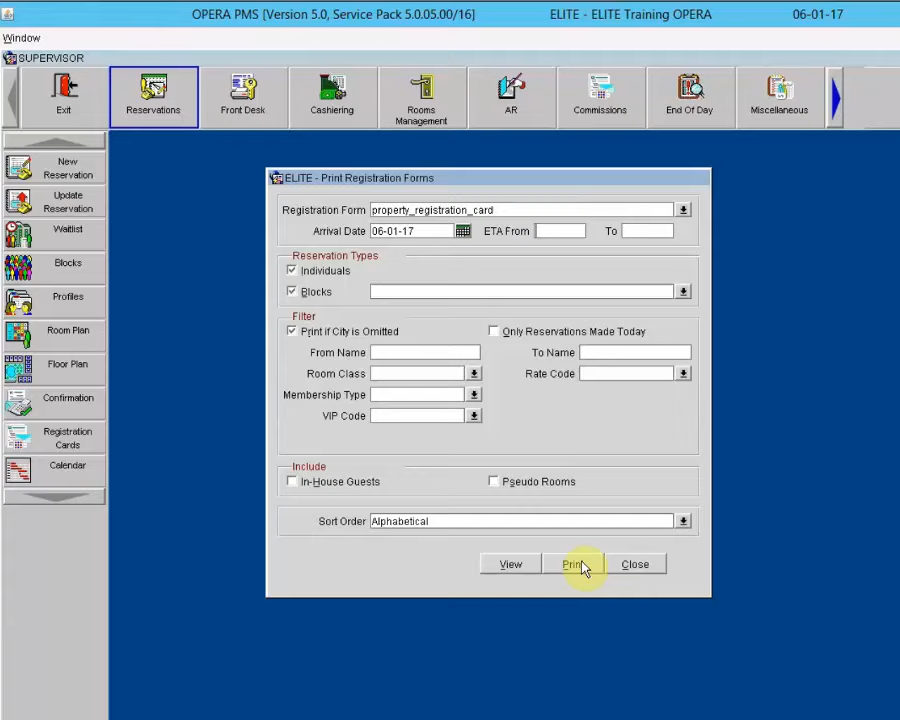 OPERA PMS [Version 5.0, Service Pack 5.0.05.00/16] ELITE - ELITE Training OPERA 06-01-17
Window
SUPERVISOR
Exit Reservations Front Desk Cashiering Rooms Management AR Commissions End Of Day Miscellaneous
New Reservation
Update Reservation
Waitlist
Blocks
Profiles
Room Plan
Floor Plan
Confirmation
Registration Cards
Calendar
ELITE - Print Registration Forms
Registration Form property_registration_card
Arrival Date 06-01-17 ETA From To
Reservation Types
Individuals
Blocks
Filter
Print if City is Omitted Only Reservations Made Today
From Name To Name
Room Class Rate Code
Membership Type
VIP Code
Include
In-House Guests Pseudo Rooms
Sort Order Alphabetical
View Print Close